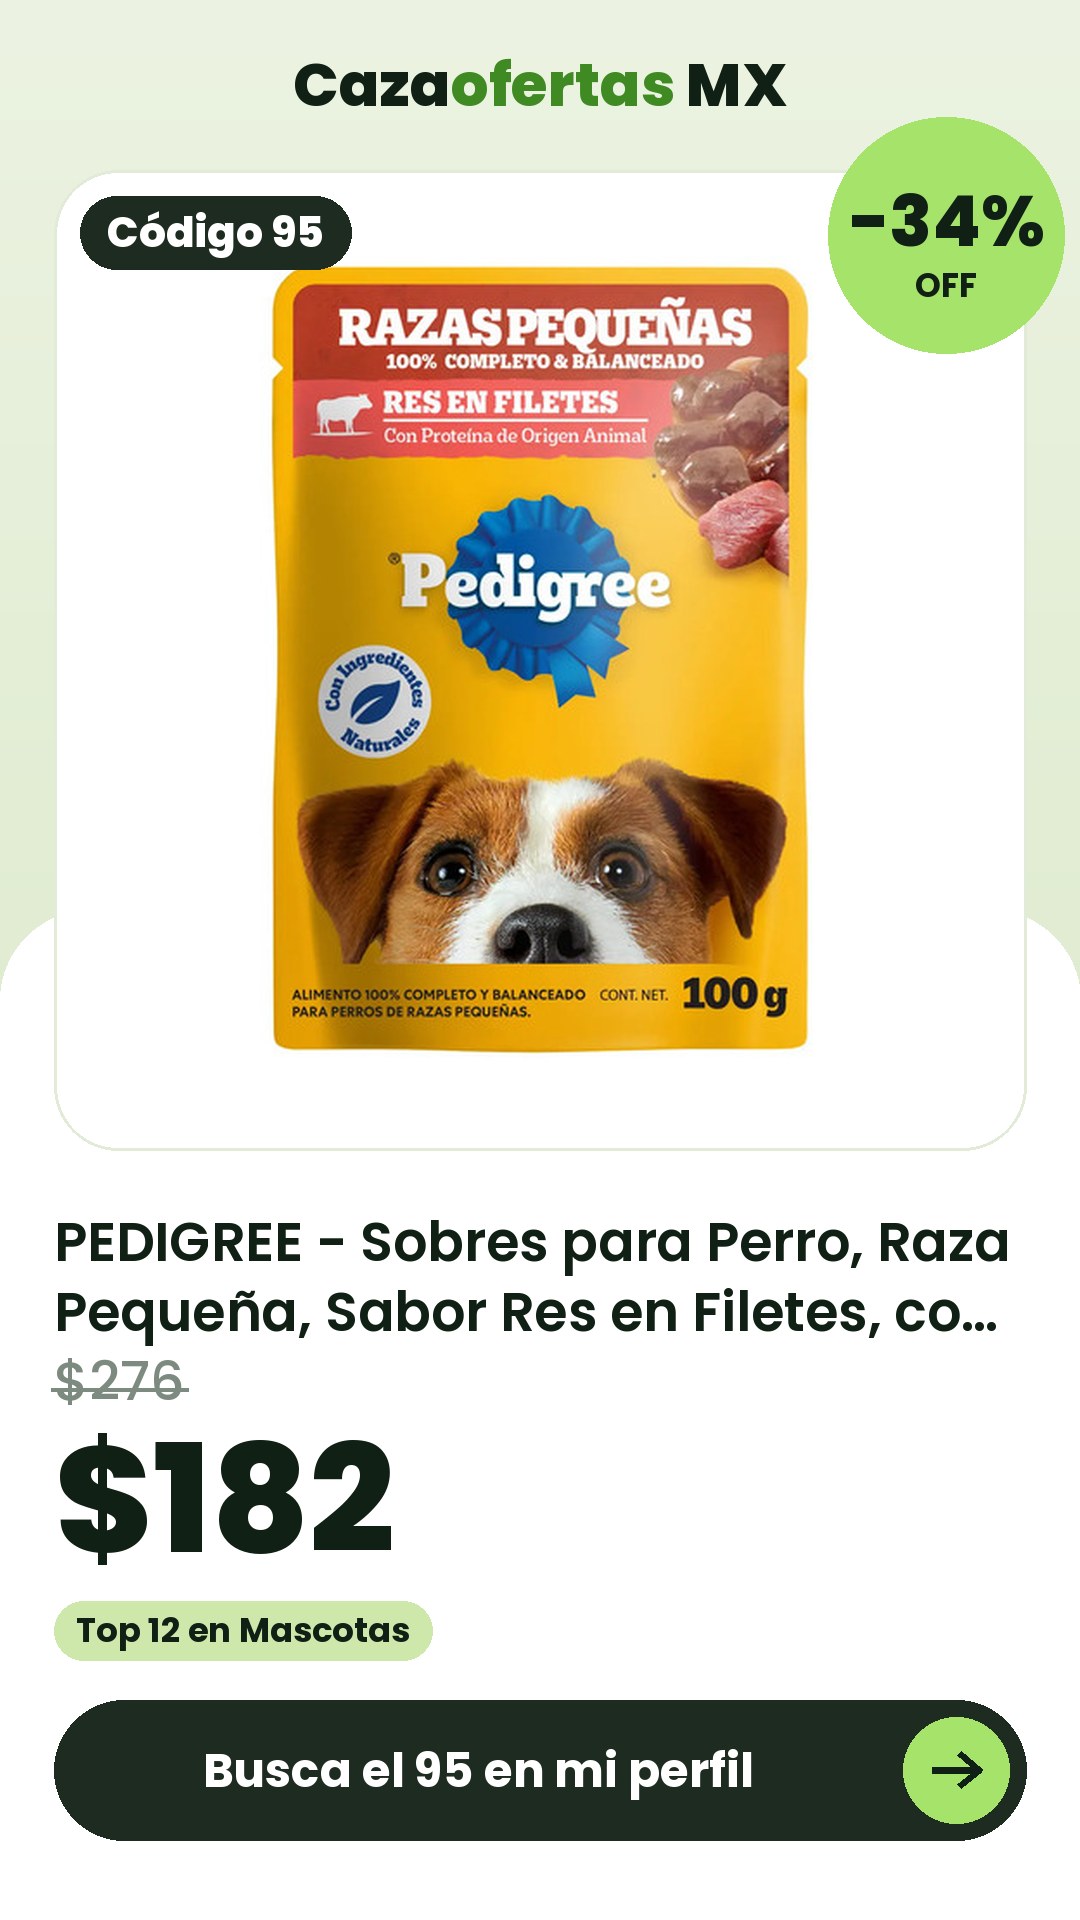 Cazaofertas MX
Código 95
-34%
OFF
RAZAS PEQUEÑAS
100% COMPLETO & BALANCEADO
RES EN FILETES
Con Proteína de Origen Animal
®Pedigree
Con Ingredientes
Naturales
ALIMENTO 100% COMPLETO Y BALANCEADO
PARA PERROS DE RAZAS PEQUEÑAS.
CONT. NET. 100 g
PEDIGREE - Sobres para Perro, Raza
Pequeña, Sabor Res en Filetes, co...
$276
$182
Top 12 en Mascotas
Busca el 95 en mi perfil